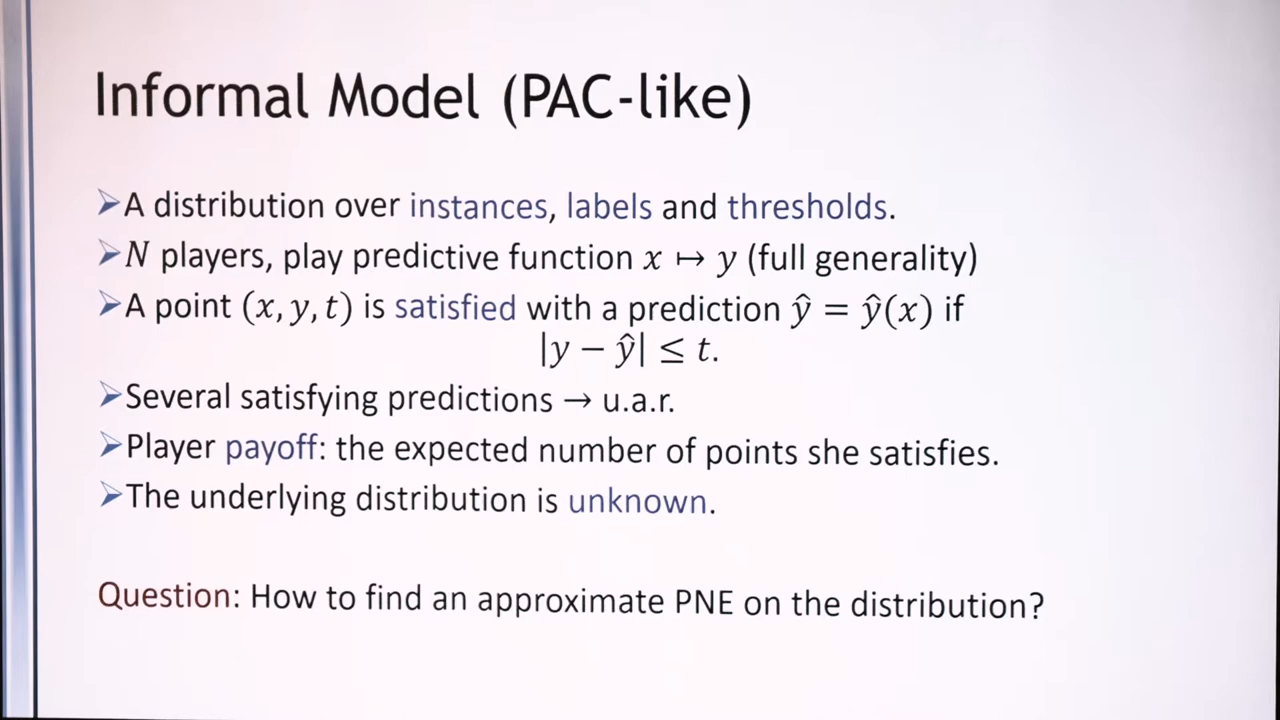 Informal Model (PAC-like)
➢A distribution over instances, labels and thresholds.
➢N players, play predictive function x ↦ y (full generality)
➢A point (x, y, t) is satisfied with a prediction ŷ = ŷ(x) if
|y − ŷ| ≤ t.
➢Several satisfying predictions → u.a.r.
➢Player payoff: the expected number of points she satisfies.
➢The underlying distribution is unknown.
Question: How to find an approximate PNE on the distribution?